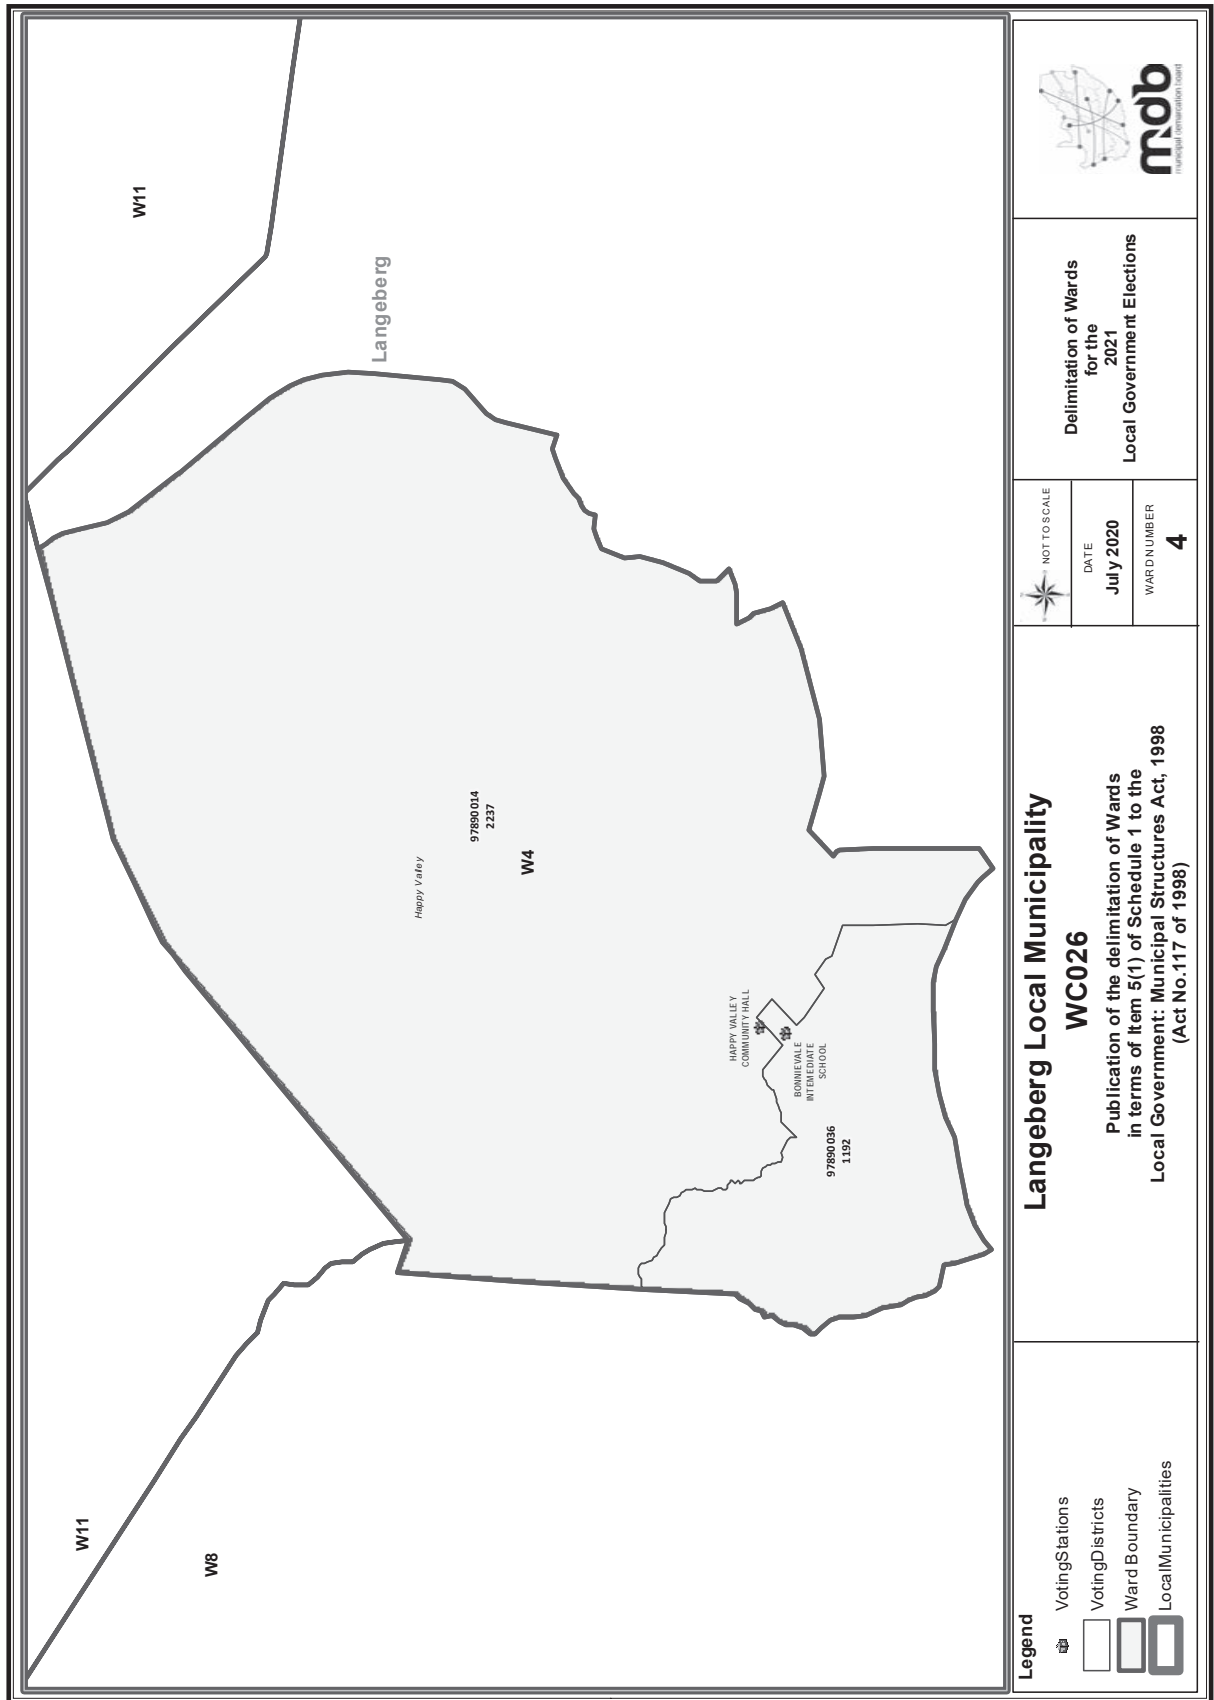 W11
W8
W11
Langeberg
Happy Valley
97890014
2237
W4
HAPPY VALLEY
COMMUNITY HALL
BONNIEVALE
INTEMEDIATE
SCHOOL
97890036
1192
Legend
VotingStations
VotingDistricts
Ward Boundary
LocalMunicipalities
Langeberg Local Municipality
WC026
Publication of the delimitation of Wards
in terms of Item 5(1) of Schedule 1 to the
Local Government: Municipal Structures Act, 1998
(Act No.117 of 1998)
NOT TO SCALE
DATE
July 2020
WARD NUMBER
4
Delimitation of Wards
for the
2021
Local Government Elections
mdb
municipal demarcation board